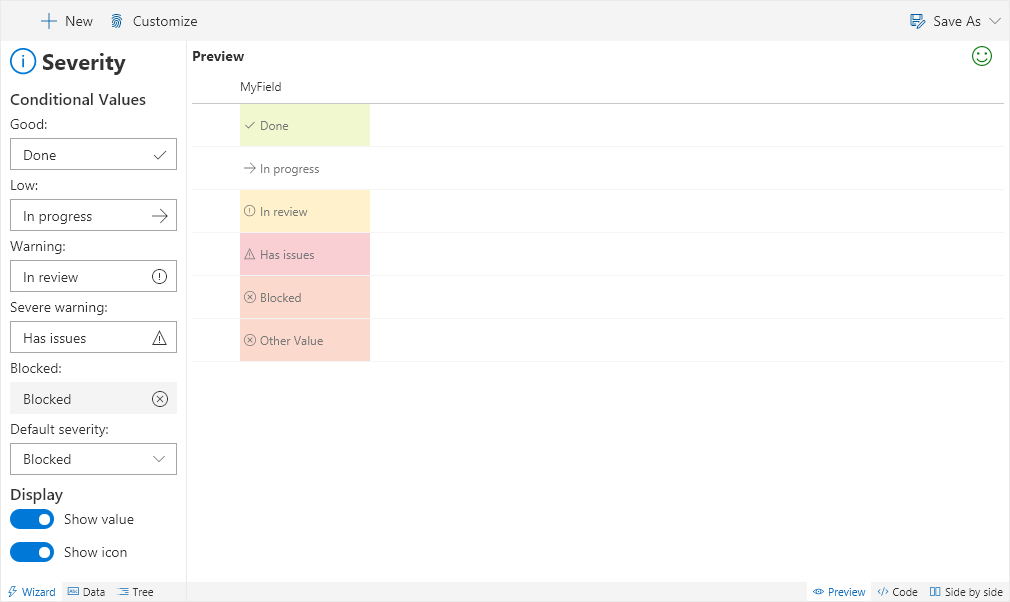 New Customize Save As
Severity
Conditional Values
Good:
Done
Low:
In progress
Warning:
In review
Severe warning:
Has issues
Blocked:
Blocked
Default severity:
Blocked
Display
Show value
Show icon
Preview
MyField
Done
In progress
In review
Has issues
Blocked
Other Value
Wizard Data Tree
Preview Code Side by side